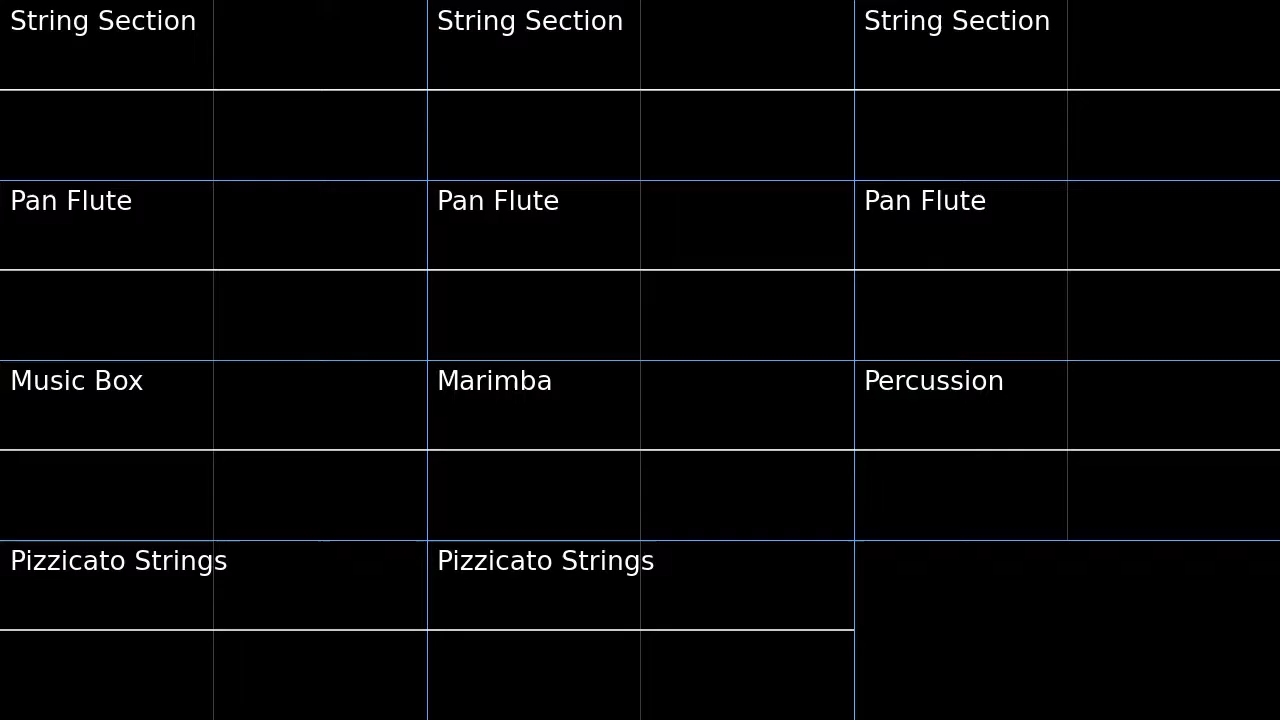 String Section
String Section
String Section
Pan Flute
Pan Flute
Pan Flute
Music Box
Marimba
Percussion
Pizzicato Strings
Pizzicato Strings